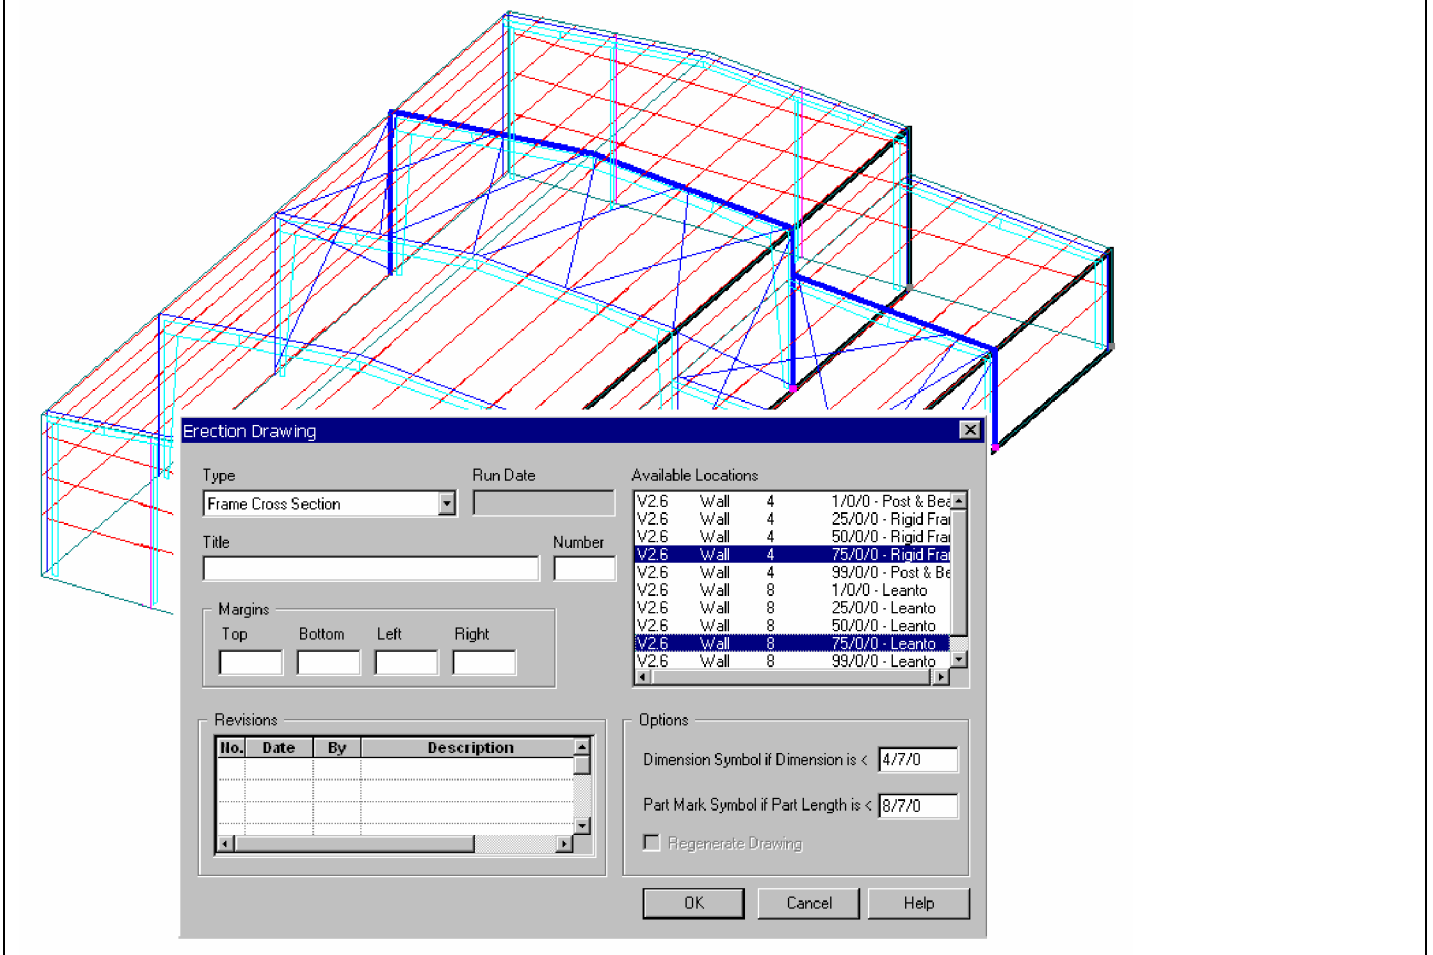 Erection Drawing
Type
Run Date
Available Locations
Frame Cross Section
V2.6 Wall 4 1/0/0 - Post & Bea
V2.6 Wall 4 25/0/0 - Rigid Frar
V2.6 Wall 4 50/0/0 - Rigid Frar
V2.6 Wall 4 75/0/0 - Rigid Frar
V2.6 Wall 4 99/0/0 - Post & Be
V2.6 Wall 8 1/0/0 - Leanto
V2.6 Wall 8 25/0/0 - Leanto
V2.6 Wall 8 50/0/0 - Leanto
V2.6 Wall 8 75/0/0 - Leanto
V2.6 Wall 8 99/0/0 - Leanto
Title
Number
Margins
Top Bottom Left Right
Revisions
No. Date By Description
Options
Dimension Symbol if Dimension is < 4/7/0
Part Mark Symbol if Part Length is < 8/7/0
Regenerate Drawing
OK Cancel Help